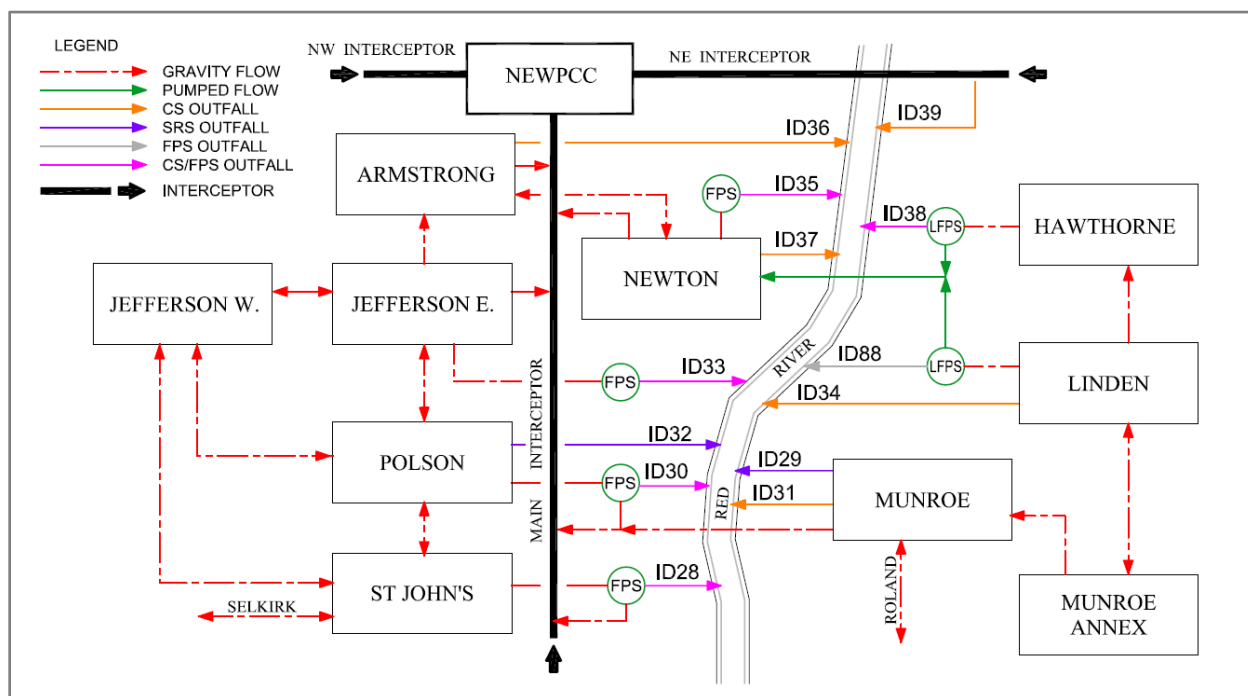 LEGEND
GRAVITY FLOW
PUMPED FLOW
CS OUTFALL
SRS OUTFALL
FPS OUTFALL
CS/FPS OUTFALL
INTERCEPTOR
NW INTERCEPTOR
NEWPCC
NE INTERCEPTOR
ID36
ID39
ARMSTRONG
FPS
ID35
ID38
LFPS
HAWTHORNE
ID37
NEWTON
JEFFERSON W.
JEFFERSON E.
FPS
ID33
RIVER
ID88
LFPS
LINDEN
ID34
MAIN INTERCEPTOR
POLSON
ID32
FPS
ID30
RED
ID29
ID31
MUNROE
ST JOHN'S
FPS
ID28
SELKIRK
ROLAND
MUNROE
ANNEX